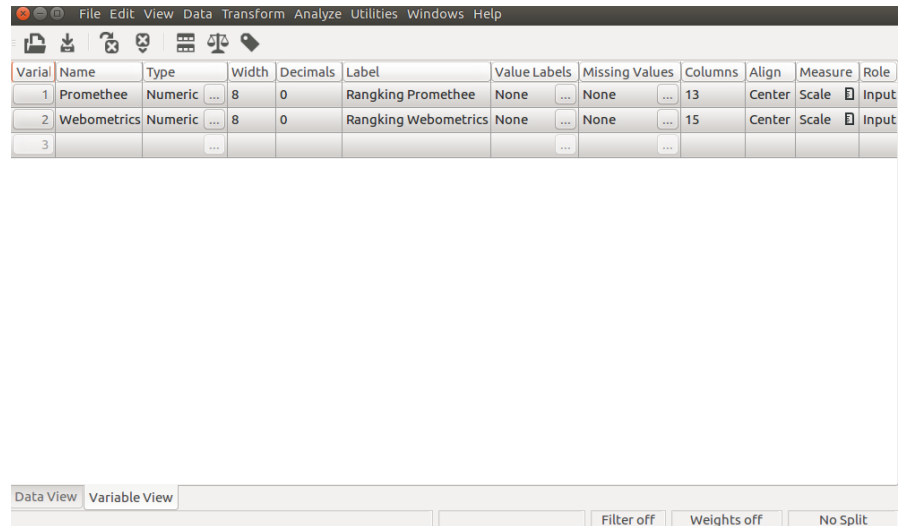 File Edit View Data Transform Analyze Utilities Windows Help
Varial Name Type Width Decimals Label Value Labels Missing Values Columns Align Measure Role
1 Promethee Numeric ... 8 0 Rangking Promethee None ... None ... 13 Center Scale Input
2 Webometrics Numeric ... 8 0 Rangking Webometrics None ... None ... 15 Center Scale Input
3 ... ... ...
Data View Variable View
Filter off Weights off No Split